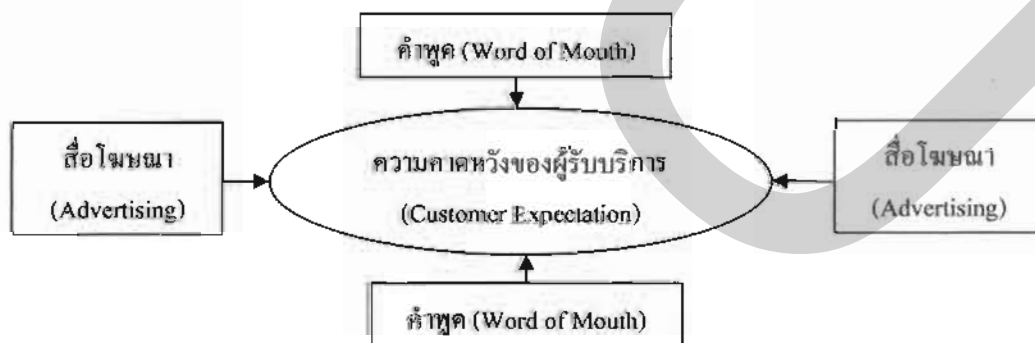 คำพูด (Word of Mouth)
สื่อโฆษณา
(Advertising)
ความคาดหวังของผู้รับบริการ
(Customer Expectation)
สื่อโฆษณา
(Advertising)
คำพูด (Word of Mouth)